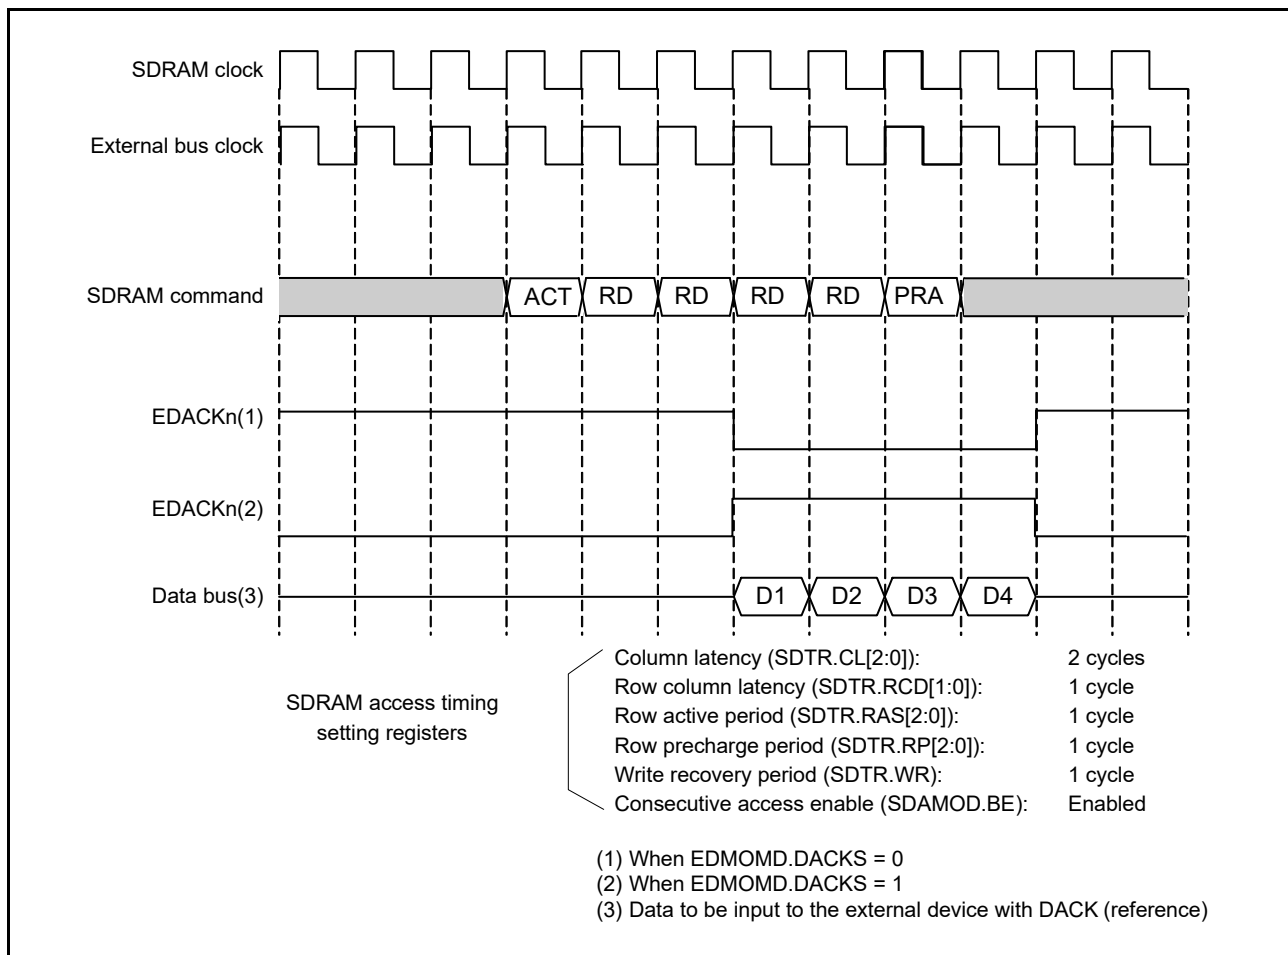 SDRAM clock
External bus clock
SDRAM command
ACT RD RD RD RD PRA
EDACKn(1)
EDACKn(2)
Data bus(3)
D1 D2 D3 D4
SDRAM access timing
setting registers
Column latency (SDTR.CL[2:0]): 2 cycles
Row column latency (SDTR.RCD[1:0]): 1 cycle
Row active period (SDTR.RAS[2:0]): 1 cycle
Row precharge period (SDTR.RP[2:0]): 1 cycle
Write recovery period (SDTR.WR): 1 cycle
Consecutive access enable (SDAMOD.BE): Enabled
(1) When EDMOMD.DACKS = 0
(2) When EDMOMD.DACKS = 1
(3) Data to be input to the external device with DACK (reference)